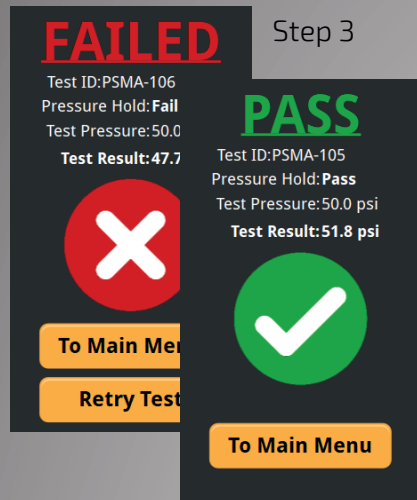 Step 3
FAILED
Test ID:PSMA-106
Pressure Hold:Fail
Test Pressure:50.0
Test Result:47.7
To Main Men
Retry Test
PASS
Test ID:PSMA-105
Pressure Hold:Pass
Test Pressure:50.0 psi
Test Result:51.8 psi
To Main Menu